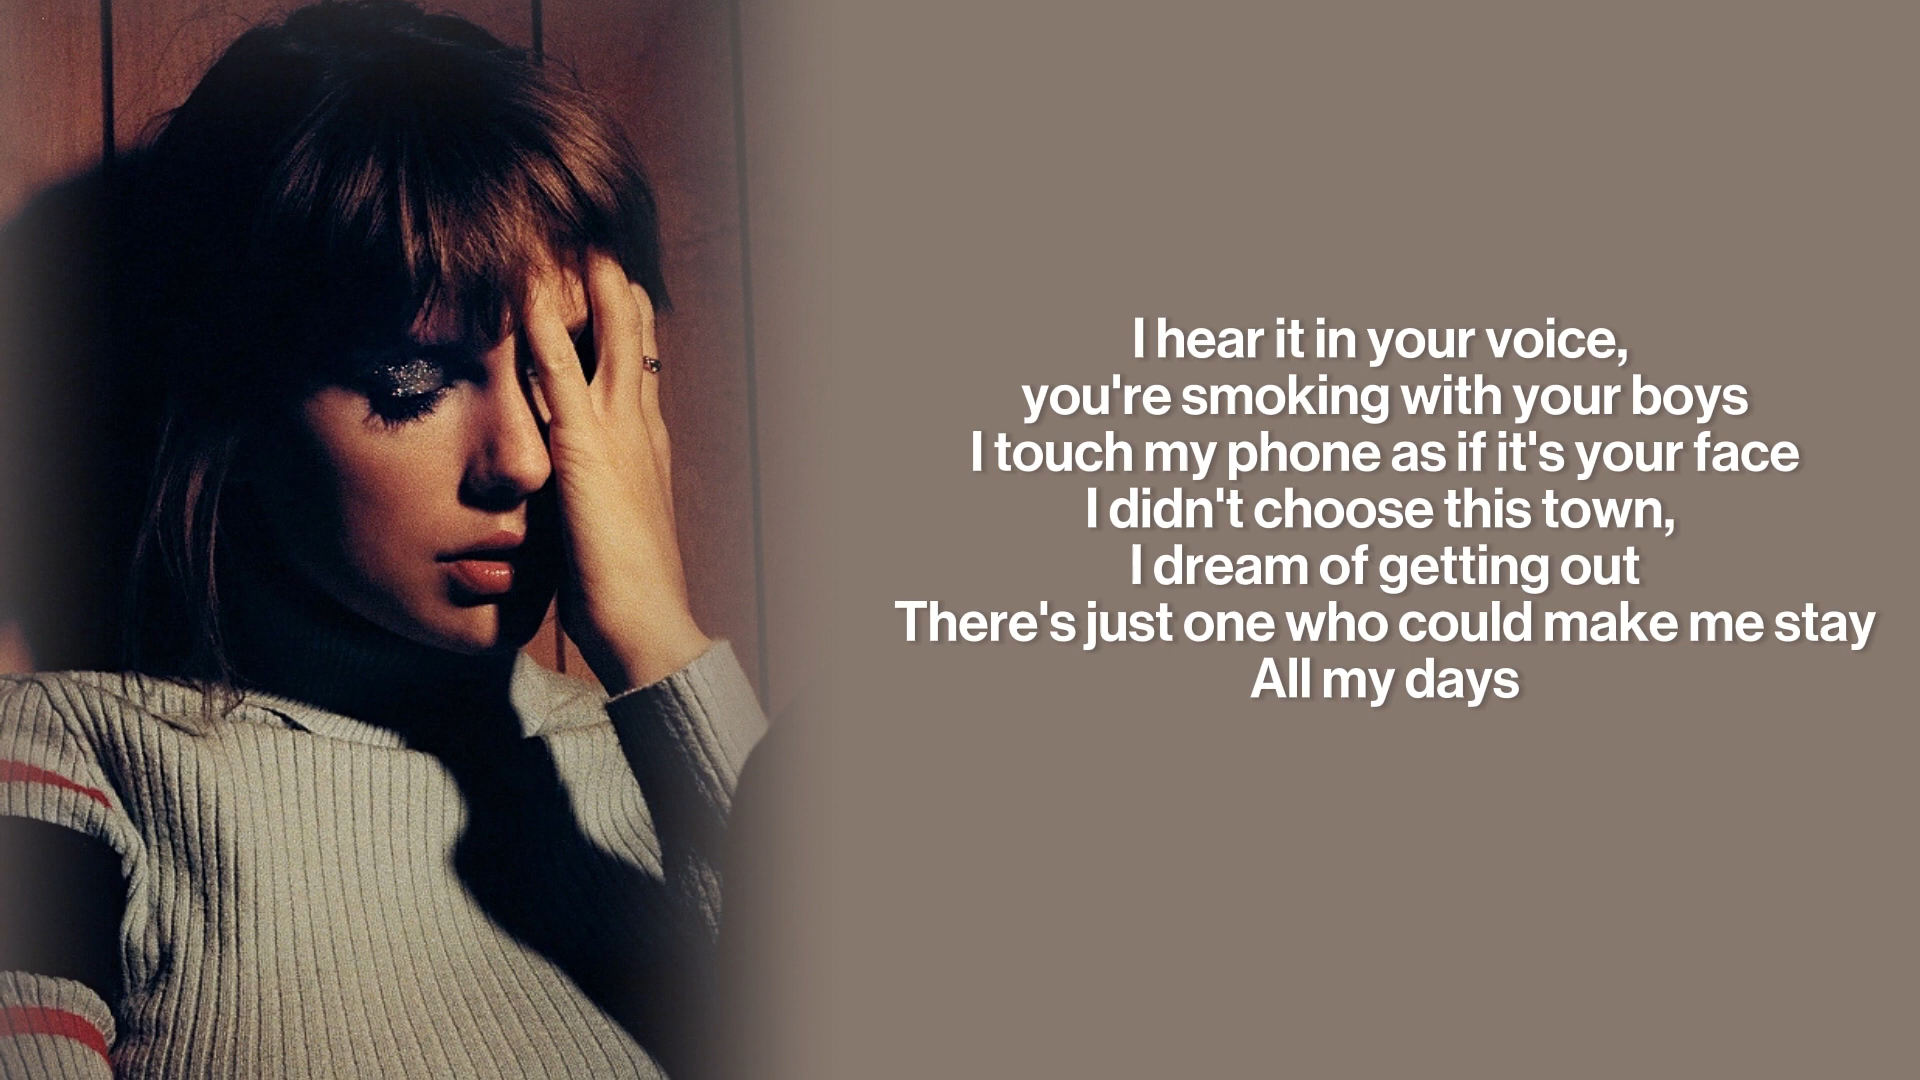 I hear it in your voice,
you're smoking with your boys
I touch my phone as if it's your face
I didn't choose this town,
I dream of getting out
There's just one who could make me stay
All my days